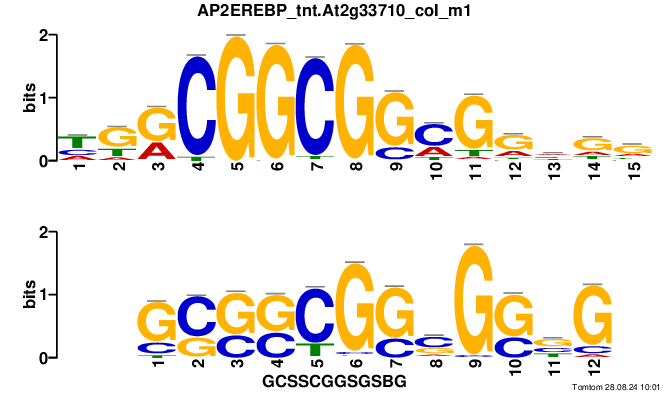 AP2EREBP_tnt.At2g33710_col_m1
2
1
0
bits
1 2 3 4 5 6 7 8 9 10 11 12 13 14 15
2
1
0
bits
1 2 3 4 5 6 7 8 9 10 11 12
GCSSCGGSGSBG
Tomtom 28.08.24 10:01